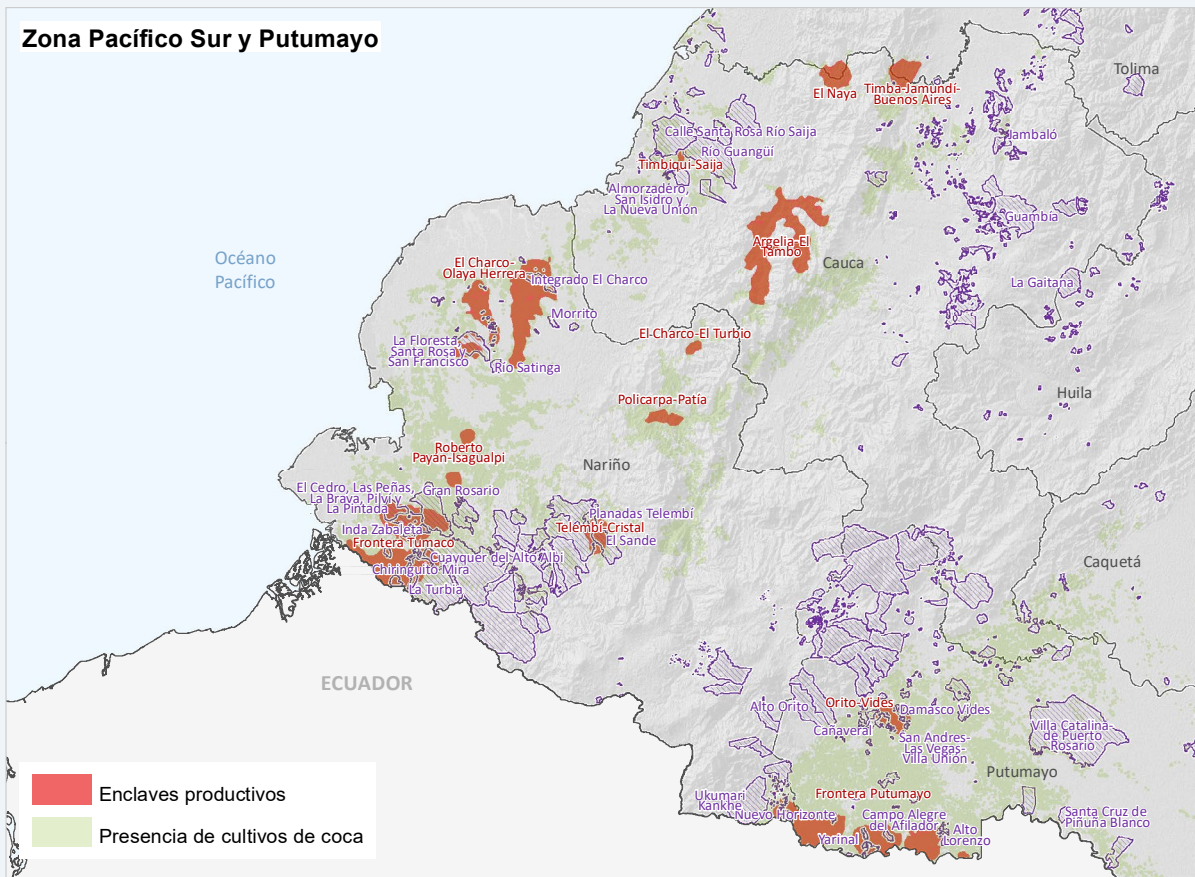 Zona Pacífico Sur y Putumayo
Tolima
El Naya
Timba-Jamundí-
Buenos Aires
Calle Santa Rosa Río Saija
Jambaló
Río Guangüí
Timbiquí-Saija
Almorzadero,
San Isidro y
La Nueva Unión
Guambía
Argelia-El
Tambo
Cauca
Océano
Pacífico
El Charco-
Olaya Herrera
Integrado El Charco
La Gaitana
Morrito
El-Charco-El Turbio
La Floresta,
Santa Rosa y
San Francisco
Río Satinga
Huila
Policarpa-Patía
Roberto
Payán-Isagualpi
Nariño
El Cedro, Las Peñas,
La Brava, Pilví y
La Pintada
Gran Rosario
Planadas Telembí
Inda Zabaleta
Telembí-Cristal
El Sande
Frontera Tumaco
Cuayquer del Alto Albí
Chiringuito Mira
La Turbia
Caquetá
ECUADOR
Alto Orito
Orito-Vides
Damasco Vides
Cañaveral
San Andres-
Las Vegas-
Villa Unión
Villa Catalina-
de Puerto
Rosario
Putumayo
Ukumari
Kankhe
Frontera Putumayo
Nuevo Horizonte
Campo Alegre
del Afilador
Yarinal
Alto
Lorenzo
Santa Cruz de
Piñuña Blanco
Enclaves productivos
Presencia de cultivos de coca